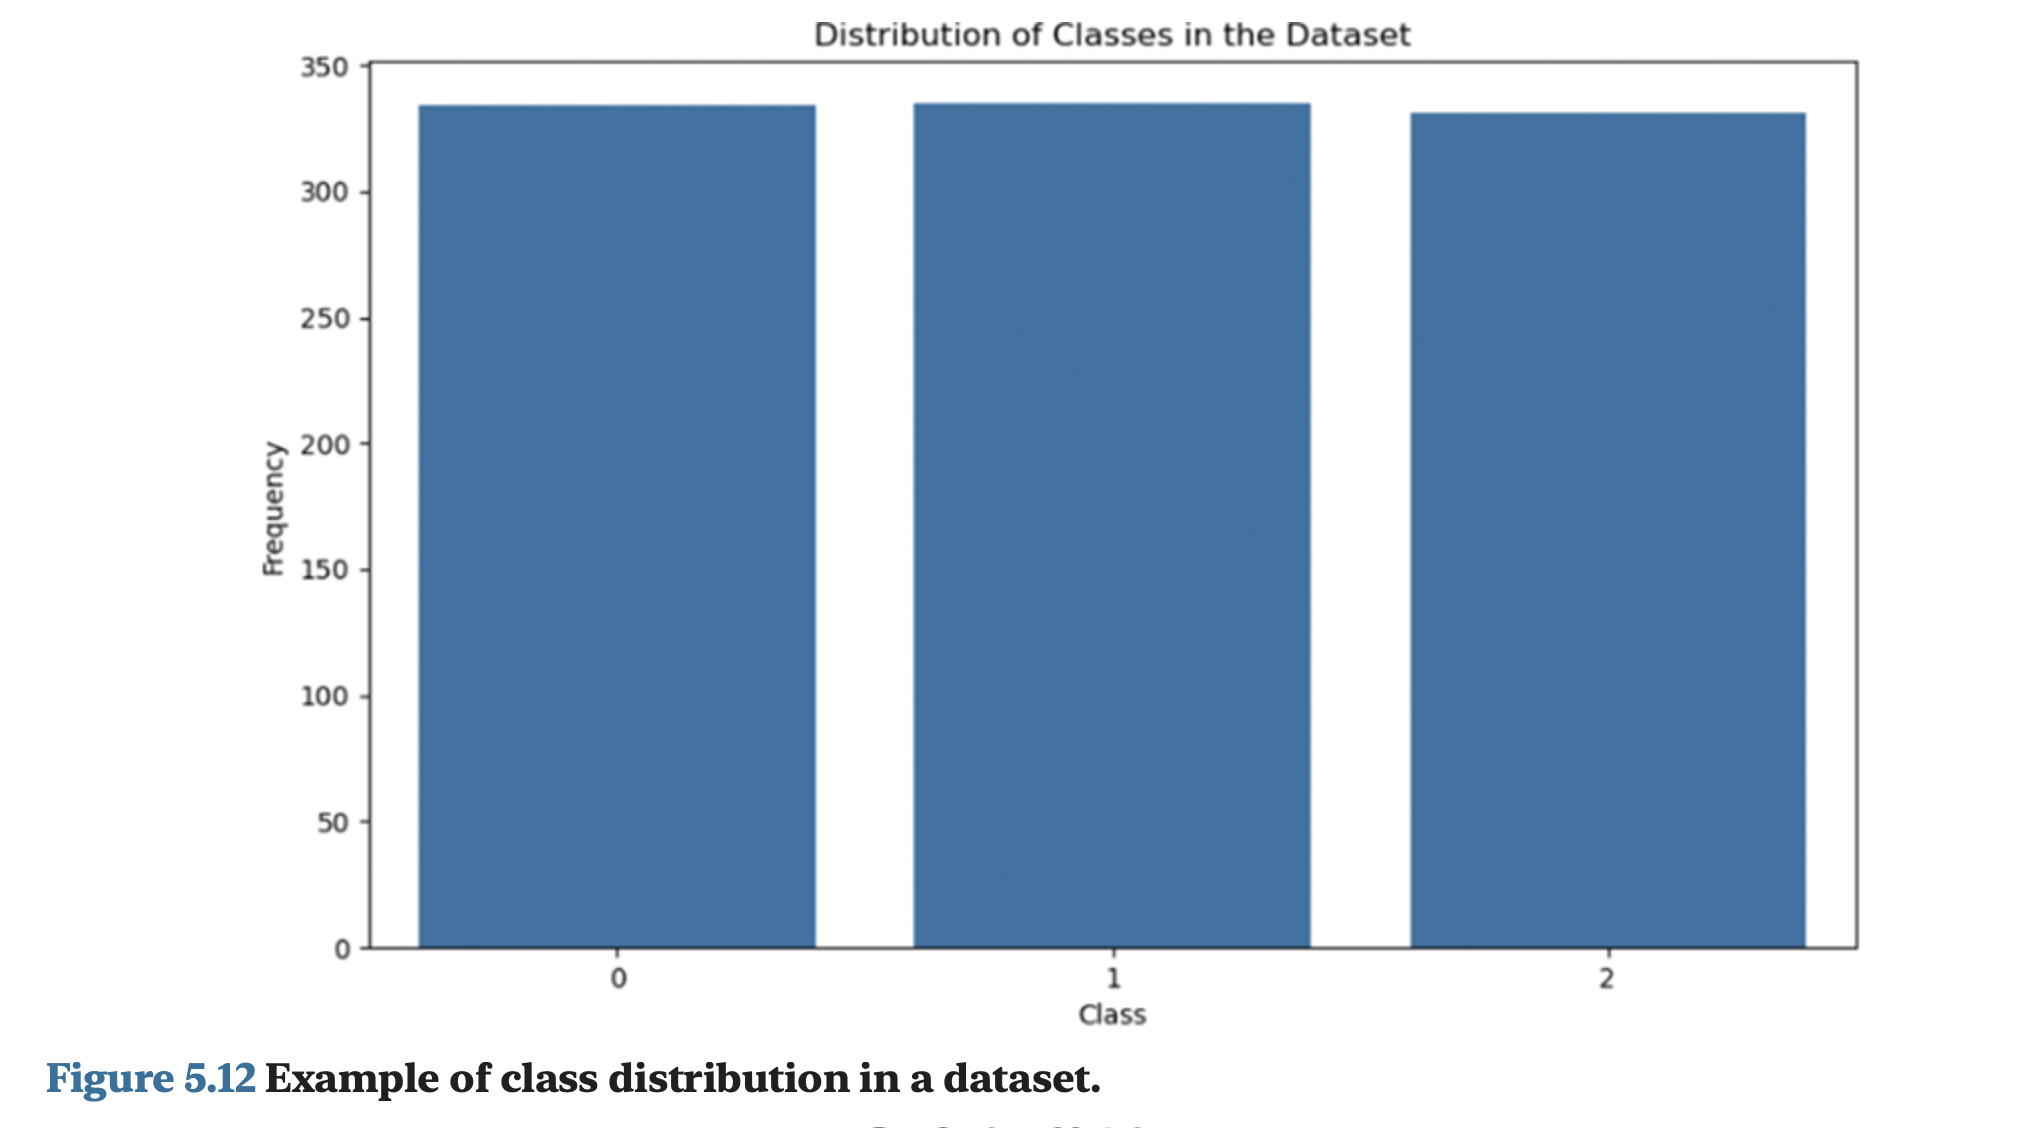 Distribution of Classes in the Dataset
350
300
250
200
150
100
50
0
Frequency
0 1 2
Class
Figure 5.12 Example of class distribution in a dataset.